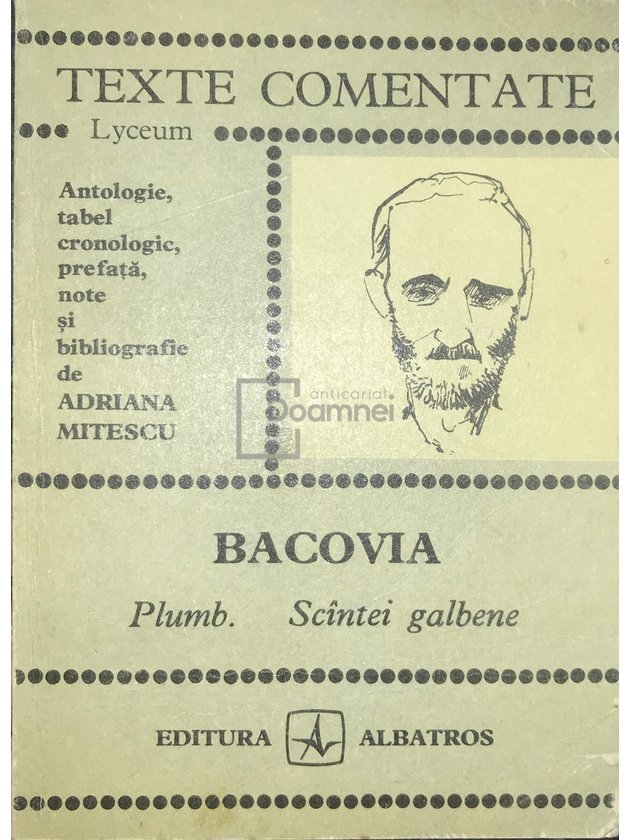 TEXTE COMENTATE
Lyceum
Antologie,
tabel
cronologic,
prefață,
note
și
bibliografie
de
ADRIANA
MITESCU
anticariat
Doamnei
BACOVIA
Plumb. Scîntei galbene
EDITURA ALBATROS